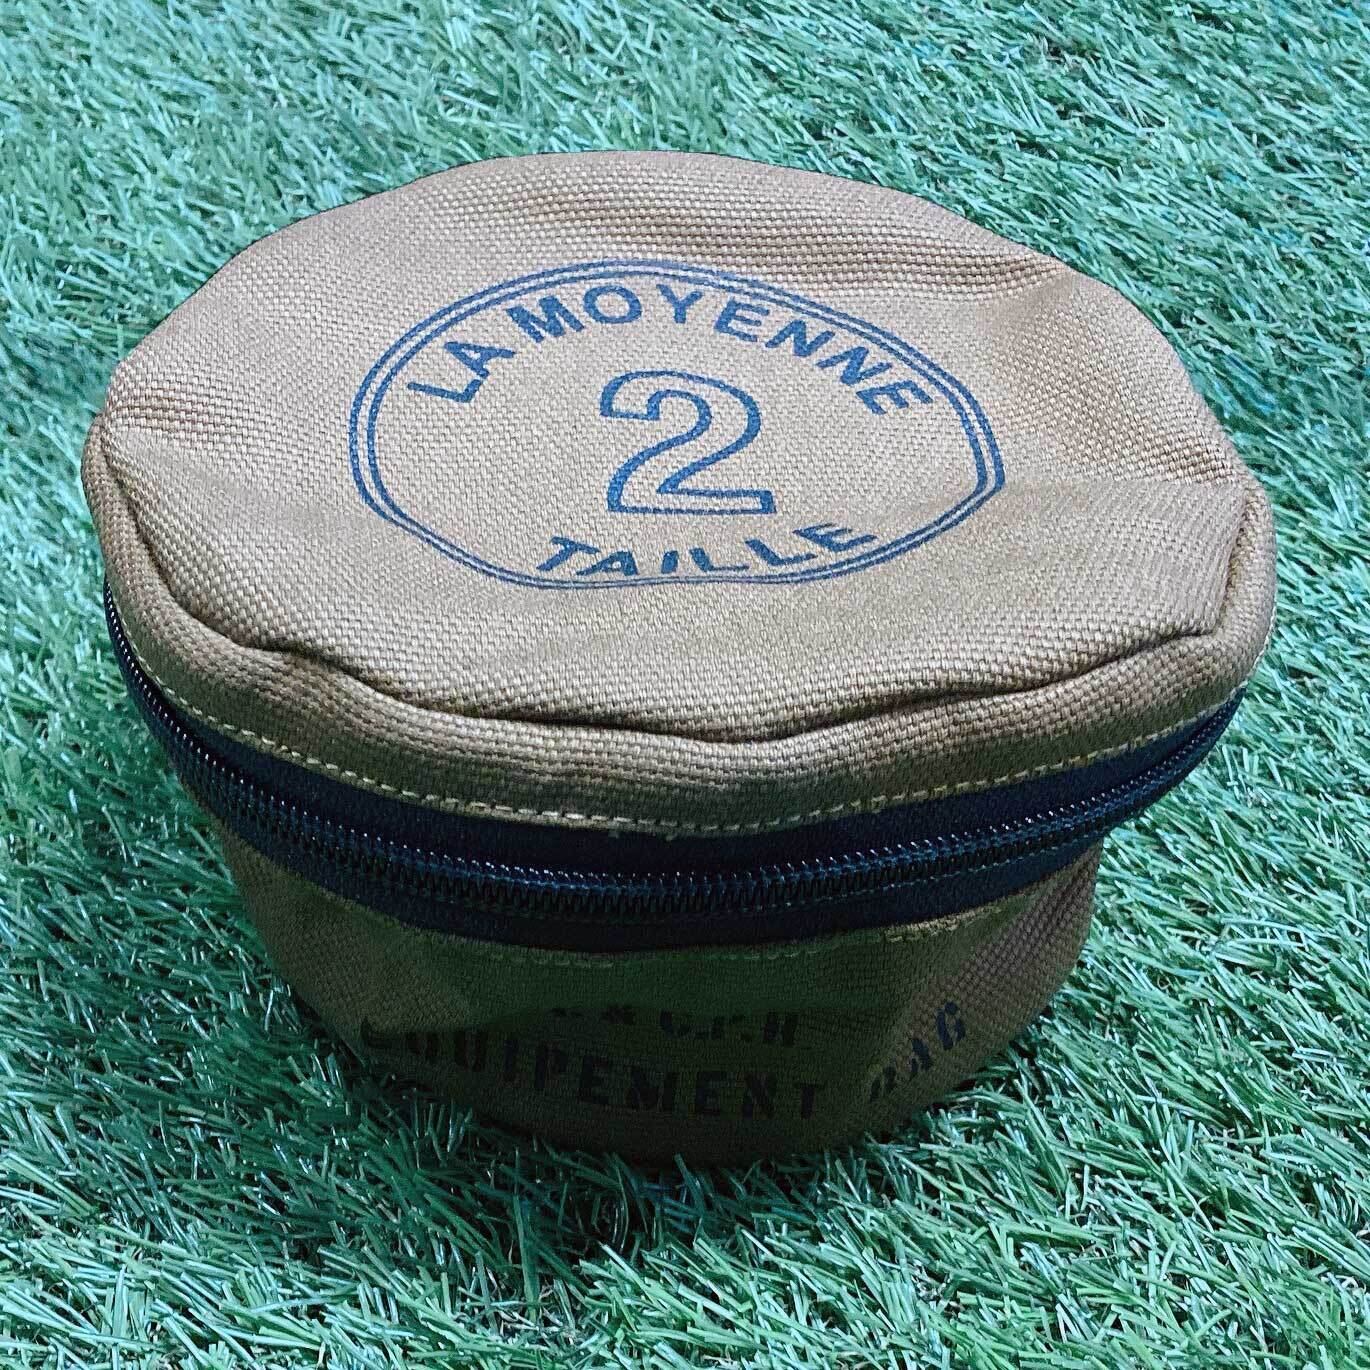 LA MOYENNE
2
TAILLE
EQUIPEMENT BAG